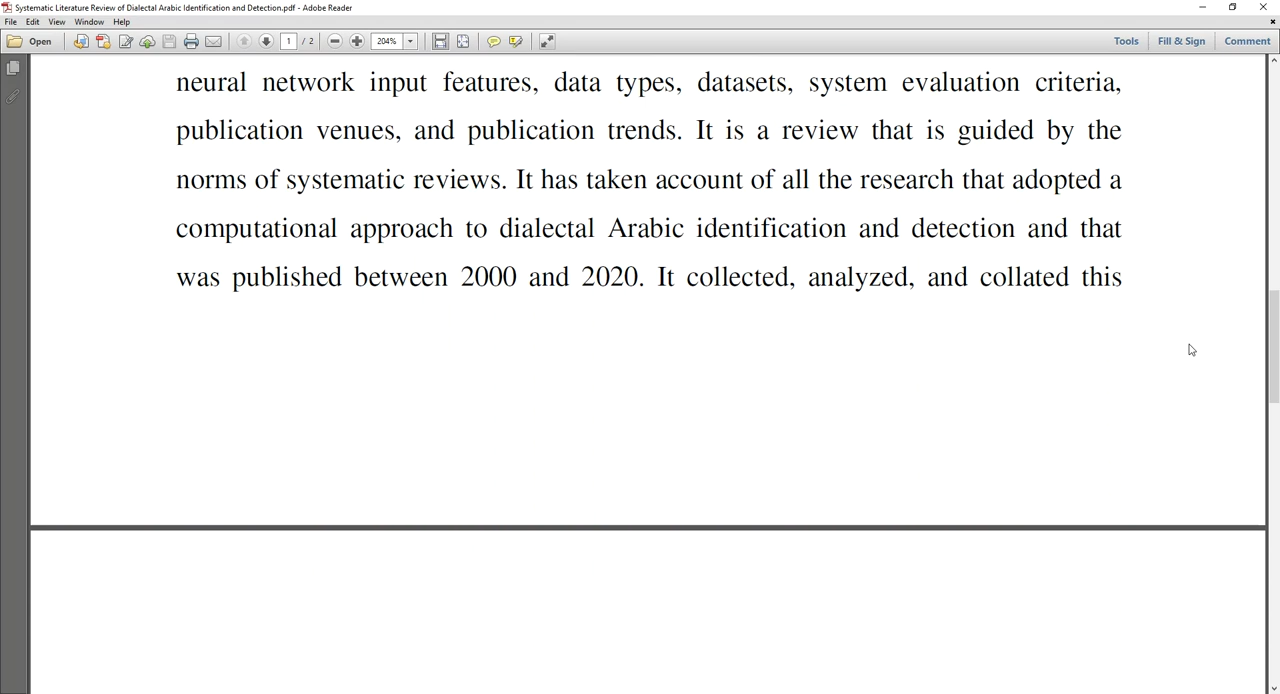 Systematic Literature Review of Dialectal Arabic Identification and Detection.pdf - Adobe Reader
File Edit View Window Help
Open 1 / 2 204% Tools Fill & Sign Comment
neural network input features, data types, datasets, system evaluation criteria,
publication venues, and publication trends. It is a review that is guided by the
norms of systematic reviews. It has taken account of all the research that adopted a
computational approach to dialectal Arabic identification and detection and that
was published between 2000 and 2020. It collected, analyzed, and collated this